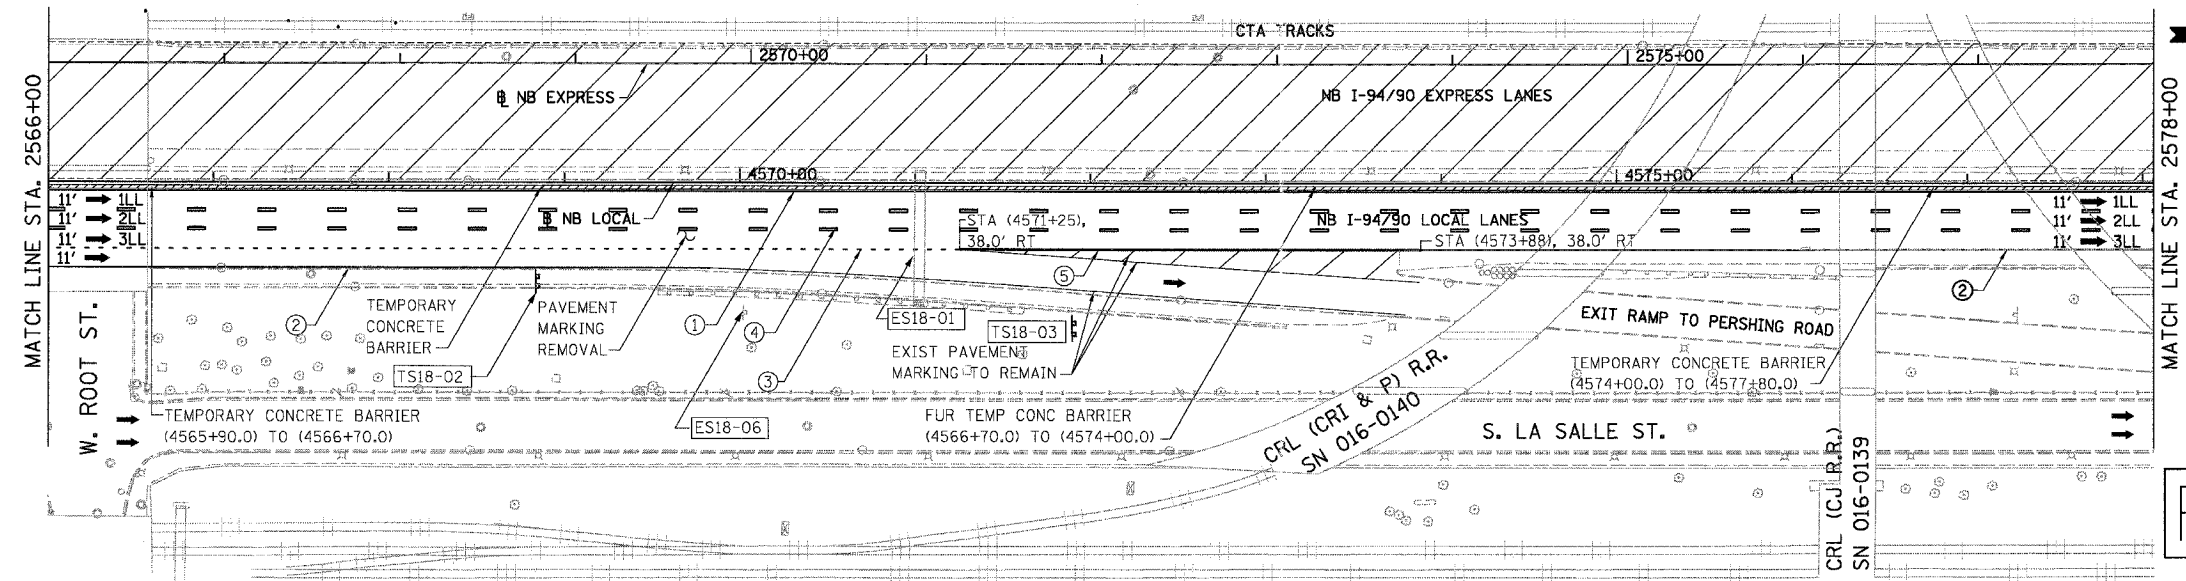 CTA TRACKS
2570+00
2575+00
℄ NB EXPRESS
NB I-94/90 EXPRESS LANES
MATCH LINE STA. 2566+00
MATCH LINE STA. 2578+00
4570+00
4575+00
11' 1LL
11' 2LL
11' 3LL
11'
NB LOCAL
STA (4571+25),
38.0' RT
NB I-94/90 LOCAL LANES
STA (4573+88), 38.0' RT
11' 1LL
11' 2LL
11' 3LL
5
2
TEMPORARY
CONCRETE
BARRIER
PAVEMENT
MARKING
REMOVAL
1
4
3
ES18-01
TS18-03
EXIST PAVEMENT
MARKING TO REMAIN
2
EXIT RAMP TO PERSHING ROAD
TS18-02
TEMPORARY CONCRETE BARRIER
(4574+00.0) TO (4577+80.0)
W. ROOT ST.
TEMPORARY CONCRETE BARRIER
(4565+90.0) TO (4566+70.0)
ES18-06
FUR TEMP CONC BARRIER
(4566+70.0) TO (4574+00.0)
CRL (CRI & P) R.R.
SN 016-0140
S. LA SALLE ST.
CRL (CJ R.R.)
SN 016-0139